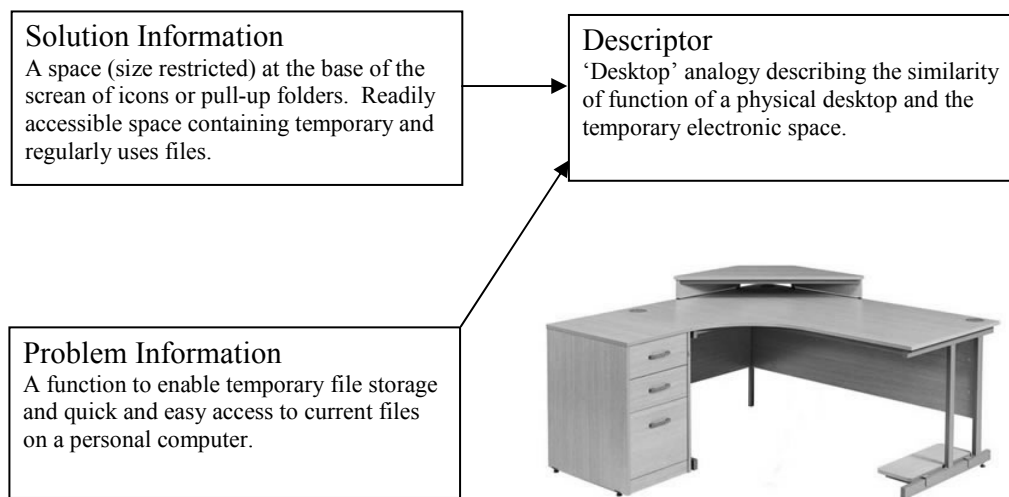 Solution Information
A space (size restricted) at the base of the
screan of icons or pull-up folders.  Readily
accessible space containing temporary and
regularly uses files.
Descriptor
‘Desktop’ analogy describing the similarity
of function of a physical desktop and the
temporary electronic space.
Problem Information
A function to enable temporary file storage
and quick and easy access to current files
on a personal computer.